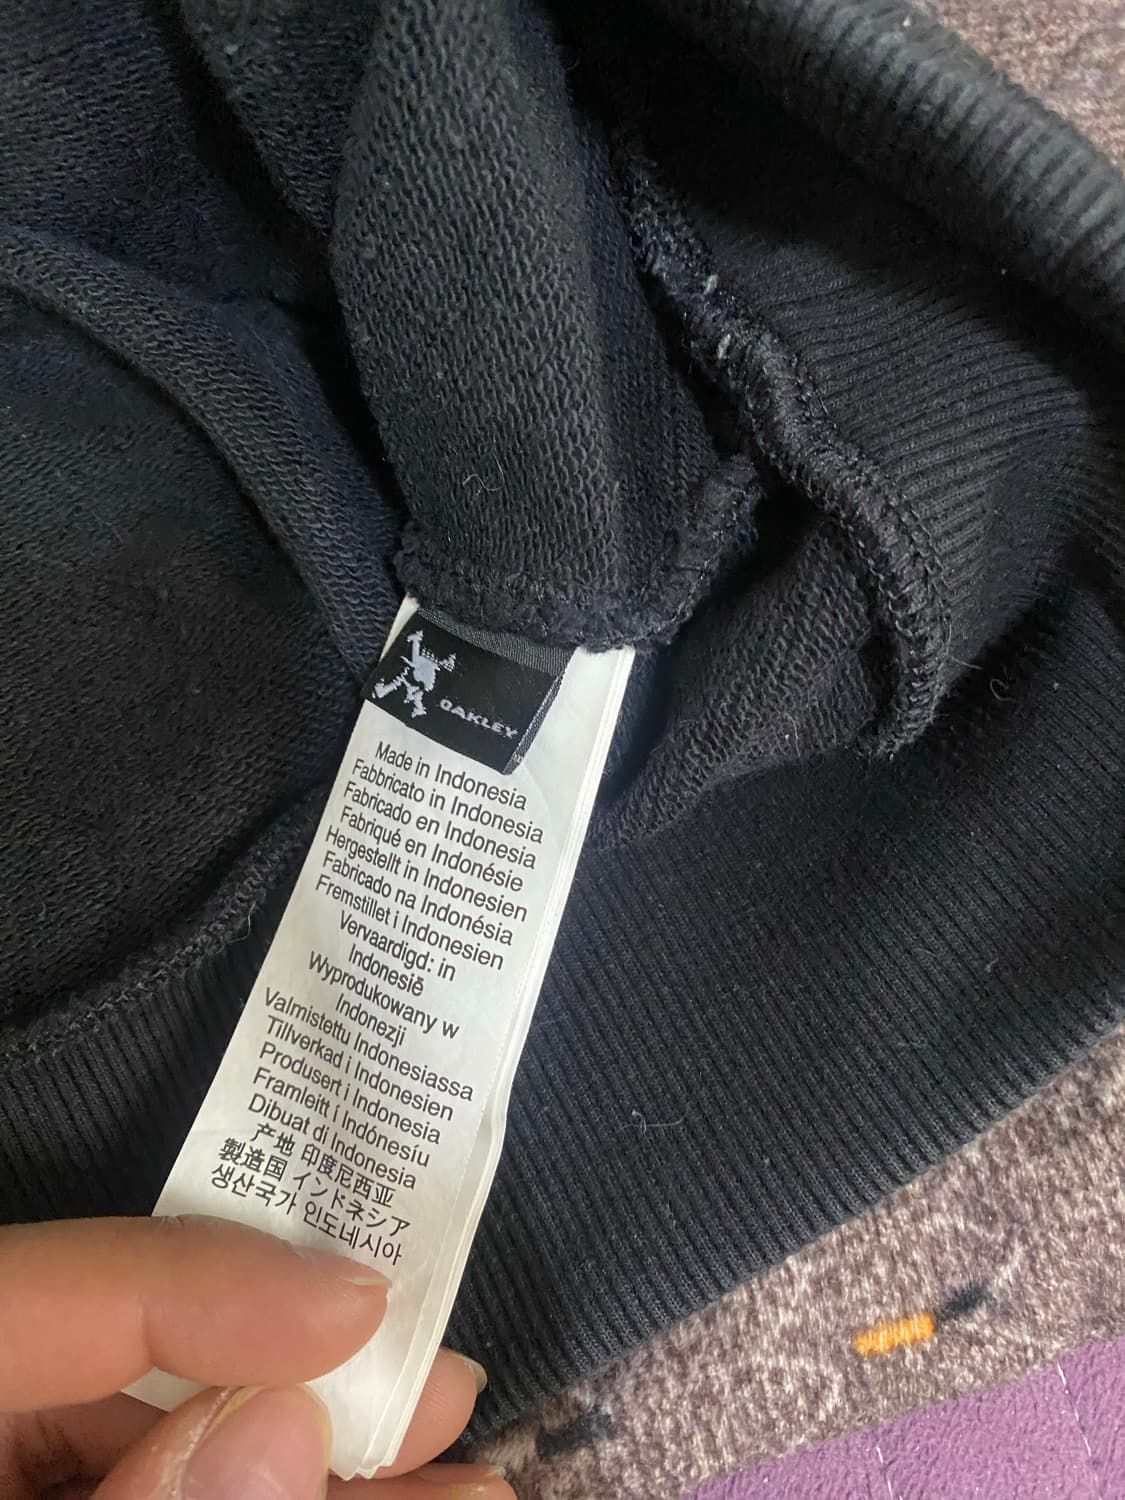 OAKLEY
Made in Indonesia
Fabbricato in Indonesia
Fabricado en Indonesia
Fabriqué en Indonésie
Hergestellt in Indonesien
Fabricado na Indonésia
Fremstillet i Indonesien
Vervaardigd: in
Indonesiě
Wyprodukowany w
Indonezji
Valmistettu Indonesiassa
Tillverkad i Indonesien
Produsert i Indonesia
Framleitt i Indónesíu
Dibuat di Indonesia
产地 印度尼西亚
製造国 インドネシア
생산국가 인도네시아